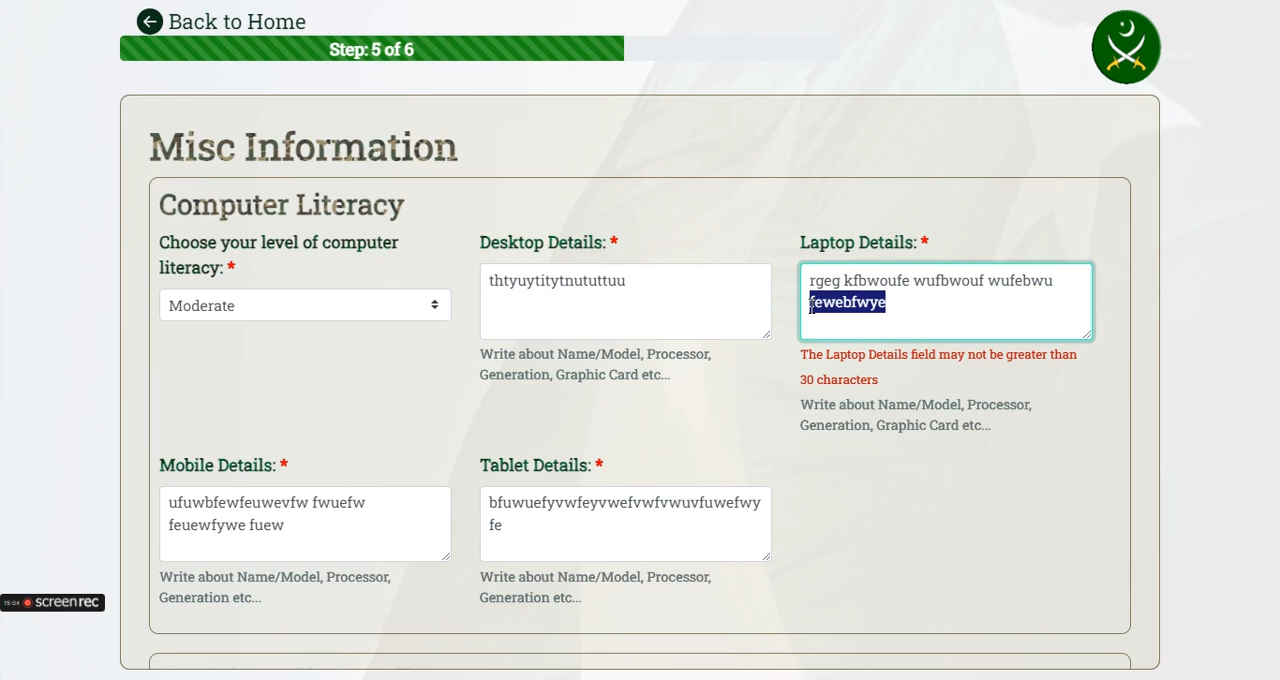 Back to Home
Step: 5 of 6
Misc Information
Computer Literacy
Choose your level of computer
literacy: *
Moderate
Desktop Details: *
thtyuytitytnututtuu
Write about Name/Model, Processor,
Generation, Graphic Card etc...
Laptop Details: *
rgeg kfbwoufe wufbwouf wufebwu
fewebfwye
The Laptop Details field may not be greater than
30 characters
Write about Name/Model, Processor,
Generation, Graphic Card etc...
Mobile Details: *
ufuwbfewfeuwevfw fwuefw
feuewfywe fuew
Write about Name/Model, Processor,
Generation etc...
Tablet Details: *
bfuwuefyvwfeyvwefvwfvwuvfuwefwy
fe
Write about Name/Model, Processor,
Generation etc...
15:04 screenrec